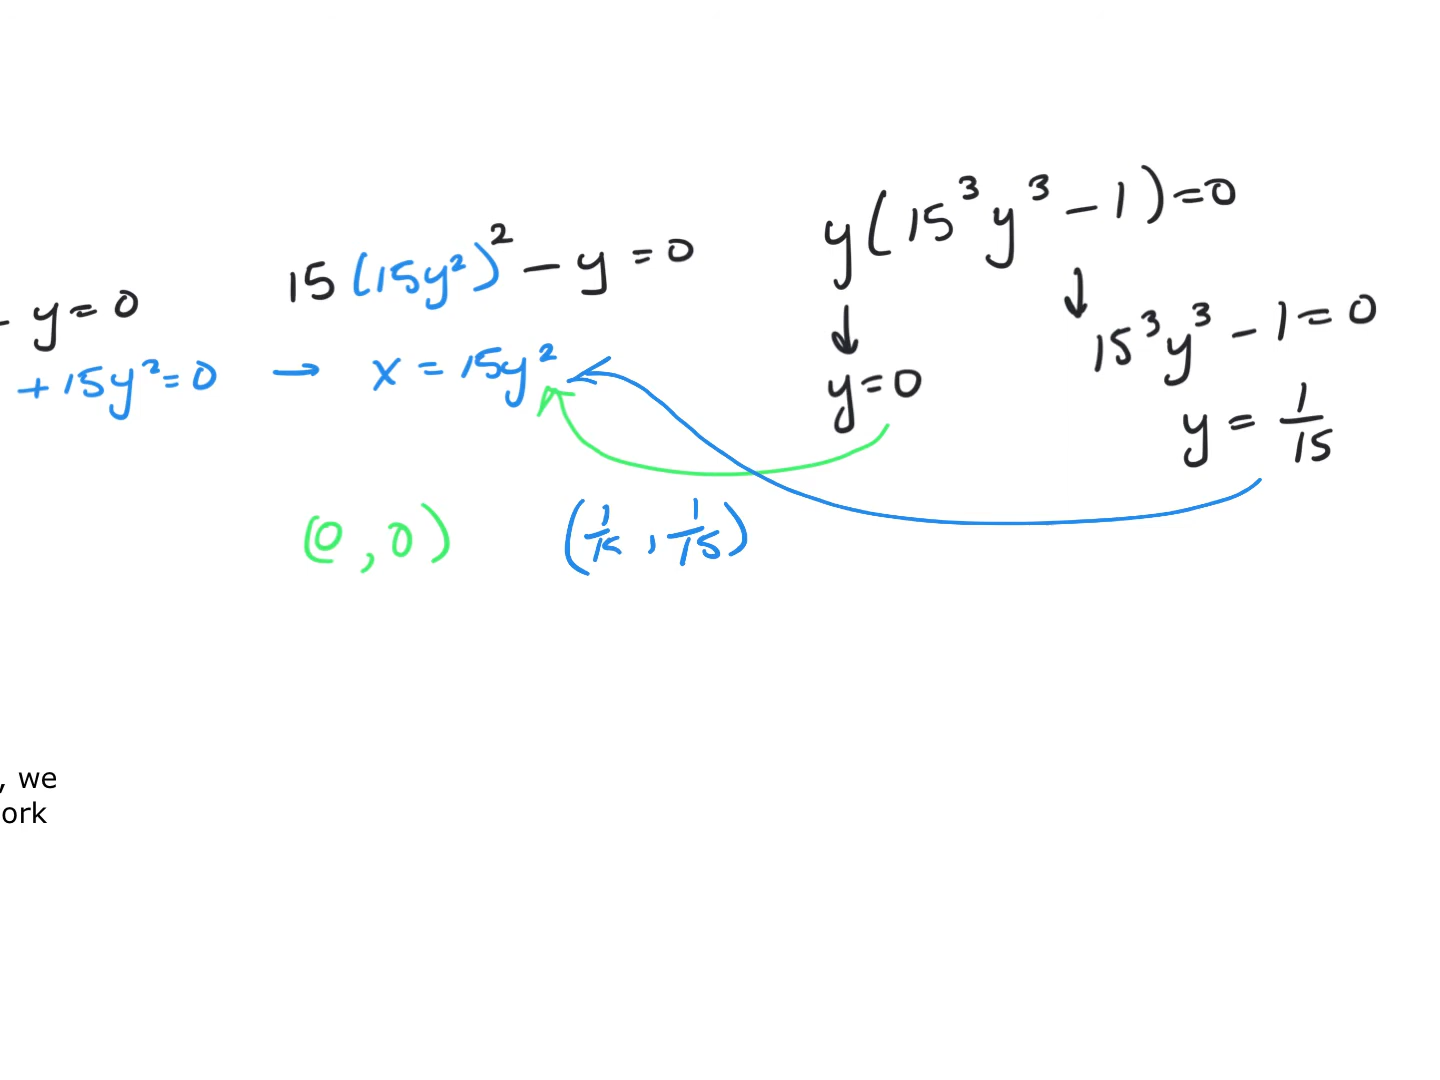 - y = 0
+ 15y² = 0 → x = 15y²
15(15y²)² - y = 0
y(15³y³ - 1) = 0
↓ ↓
y = 0
15³y³ - 1 = 0
y = 1/15
(0, 0) (1/15, 1/15)
, we
ork